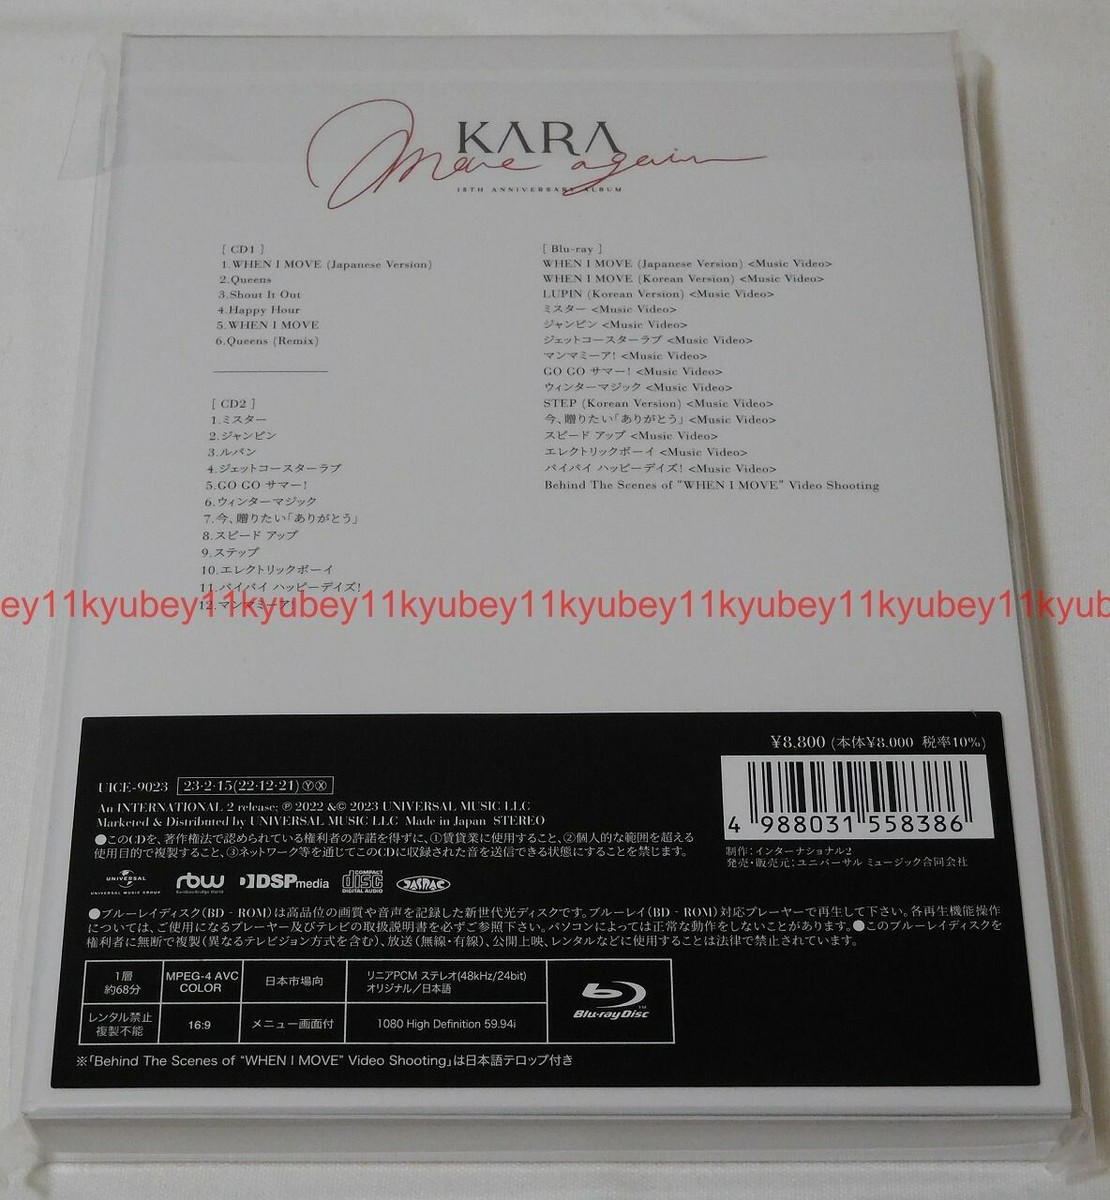 KARA
Move again
15TH ANNIVERSARY ALBUM
[ CD1 ]
1.WHEN I MOVE (Japanese Version)
2.Queens
3.Shout It Out
4.Happy Hour
5.WHEN I MOVE
6.Queens (Remix)
[ CD2 ]
1.ミスター
2.ジャンピン
3.ルパン
4.ジェットコースターラブ
5.GO GO サマー!
6.ウィンターマジック
7.今、贈りたい「ありがとう」
8.スピード アップ
9.ステップ
10.エレクトリックボーイ
11.バイバイ ハッピーデイズ!
12.マンマミーア!
[ Blu-ray ]
WHEN I MOVE (Japanese Version) <Music Video>
WHEN I MOVE (Korean Version) <Music Video>
LUPIN (Korean Version) <Music Video>
ミスター <Music Video>
ジャンピン <Music Video>
ジェットコースターラブ <Music Video>
マンマミーア! <Music Video>
GO GO サマー! <Music Video>
ウィンターマジック <Music Video>
STEP (Korean Version) <Music Video>
今、贈りたい「ありがとう」 <Music Video>
スピード アップ <Music Video>
エレクトリックボーイ <Music Video>
バイバイ ハッピーデイズ! <Music Video>
Behind The Scenes of "WHEN I MOVE" Video Shooting
ey11kyubey11kyubey11kyubey11kyubey11kyubey11kyubey11kyubey11kyub
¥8,800 (本体¥8,000 税率10%)
UICE-9023 23·2·15(22·12·21)ⓎⓍ
An INTERNATIONAL 2 release; ℗2022 &© 2023 UNIVERSAL MUSIC LLC
Marketed & Distributed by UNIVERSAL MUSIC LLC Made in Japan STEREO
●このCDを、著作権法で認められている権利者の許諾を得ずに、①賃貸業に使用すること、②個人的な範囲を超える
使用目的で複製すること、③ネットワーク等を通じてこのCDに収録された音を送信できる状態にすることを禁じます。
4 988031 558386
制作：インターナショナル2
発売・販売元：ユニバーサル ミュージック合同会社
UNIVERSAL
UNIVERSAL MUSIC GROUP
rbw
RainbowBridge World
DSPmedia
COMPACT disc DIGITAL AUDIO
JASRAC
●ブルーレイディスク(BD‐ROM)は高品位の画質や音声を記録した新世代光ディスクです。ブルーレイ(BD‐ROM)対応プレーヤーで再生して下さい。各再生機能操作
については、ご使用になるプレーヤー及びテレビの取扱説明書を必ずご参照下さい。パソコンによっては正常な動作をしないことがあります。●このブルーレイディスクを
権利者に無断で複製(異なるテレビジョン方式を含む)、放送(無線・有線)、公開上映、レンタルなどに使用することは法律で禁止されています。
1層
約68分
MPEG-4 AVC
COLOR
日本市場向
リニアPCM ステレオ(48kHz/24bit)
オリジナル／日本語
レンタル禁止
複製不能
16:9
メニュー画面付
1080 High Definition 59.94i
Blu-ray Disc™
※「Behind The Scenes of "WHEN I MOVE" Video Shooting」は日本語テロップ付き